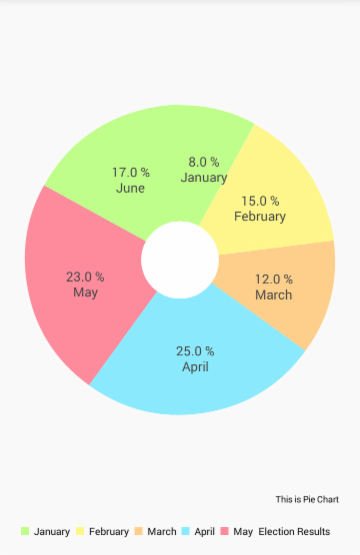 8.0 %
January
17.0 %
June
15.0 %
February
23.0 %
May
12.0 %
March
25.0 %
April
This is Pie Chart
January February March April May Election Results